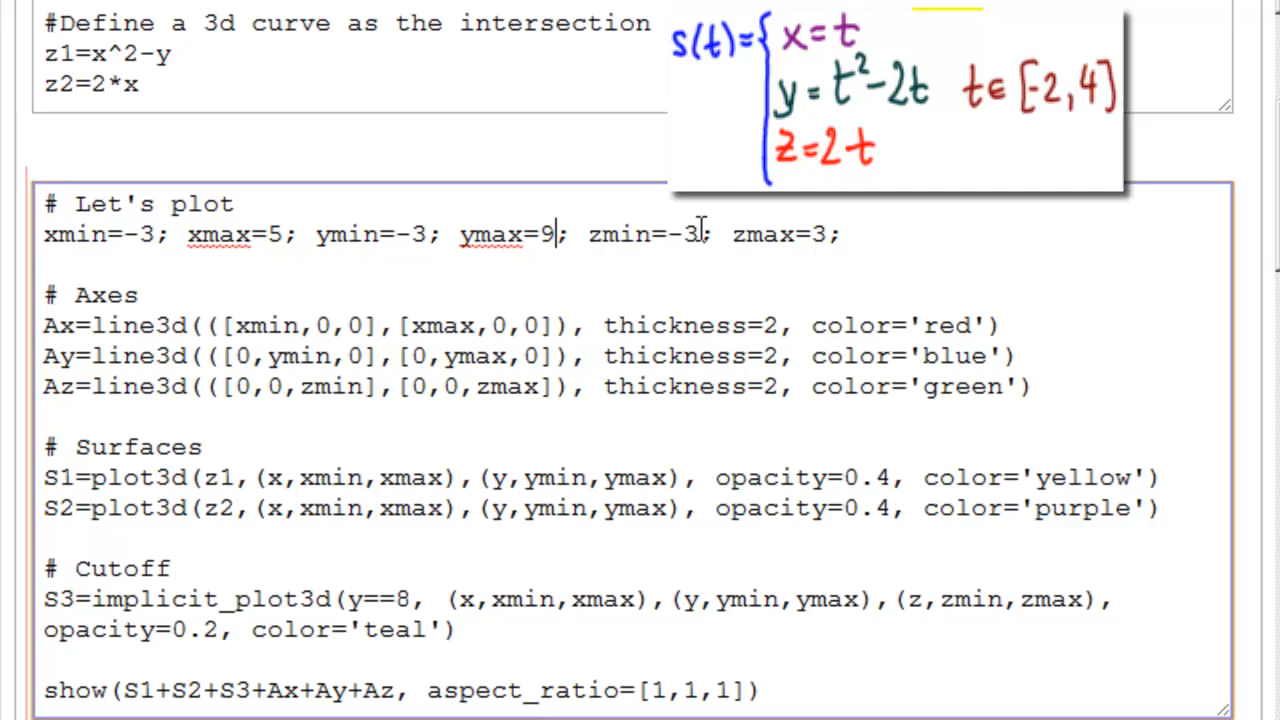 #Define a 3d curve as the intersection
z1=x^2-y
z2=2*x
s(t)={ x=t
y=t²-2t t∈[-2,4]
z=2t
# Let's plot
xmin=-3; xmax=5; ymin=-3; ymax=9; zmin=-3; zmax=3;
# Axes
Ax=line3d(([xmin,0,0],[xmax,0,0]), thickness=2, color='red')
Ay=line3d(([0,ymin,0],[0,ymax,0]), thickness=2, color='blue')
Az=line3d(([0,0,zmin],[0,0,zmax]), thickness=2, color='green')
# Surfaces
S1=plot3d(z1,(x,xmin,xmax),(y,ymin,ymax), opacity=0.4, color='yellow')
S2=plot3d(z2,(x,xmin,xmax),(y,ymin,ymax), opacity=0.4, color='purple')
# Cutoff
S3=implicit_plot3d(y==8, (x,xmin,xmax),(y,ymin,ymax),(z,zmin,zmax),
opacity=0.2, color='teal')
show(S1+S2+S3+Ax+Ay+Az, aspect_ratio=[1,1,1])